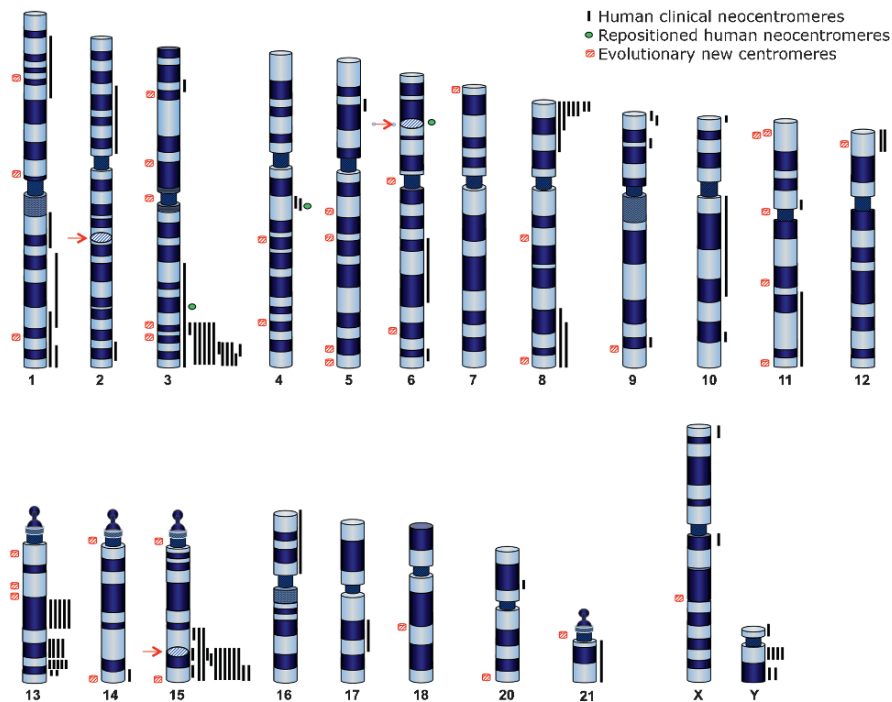 Human clinical neocentromeres
Repositioned human neocentromeres
Evolutionary new centromeres
1 2 3 4 5 6 7 8 9 10 11 12
13 14 15 16 17 18 20 21 X Y